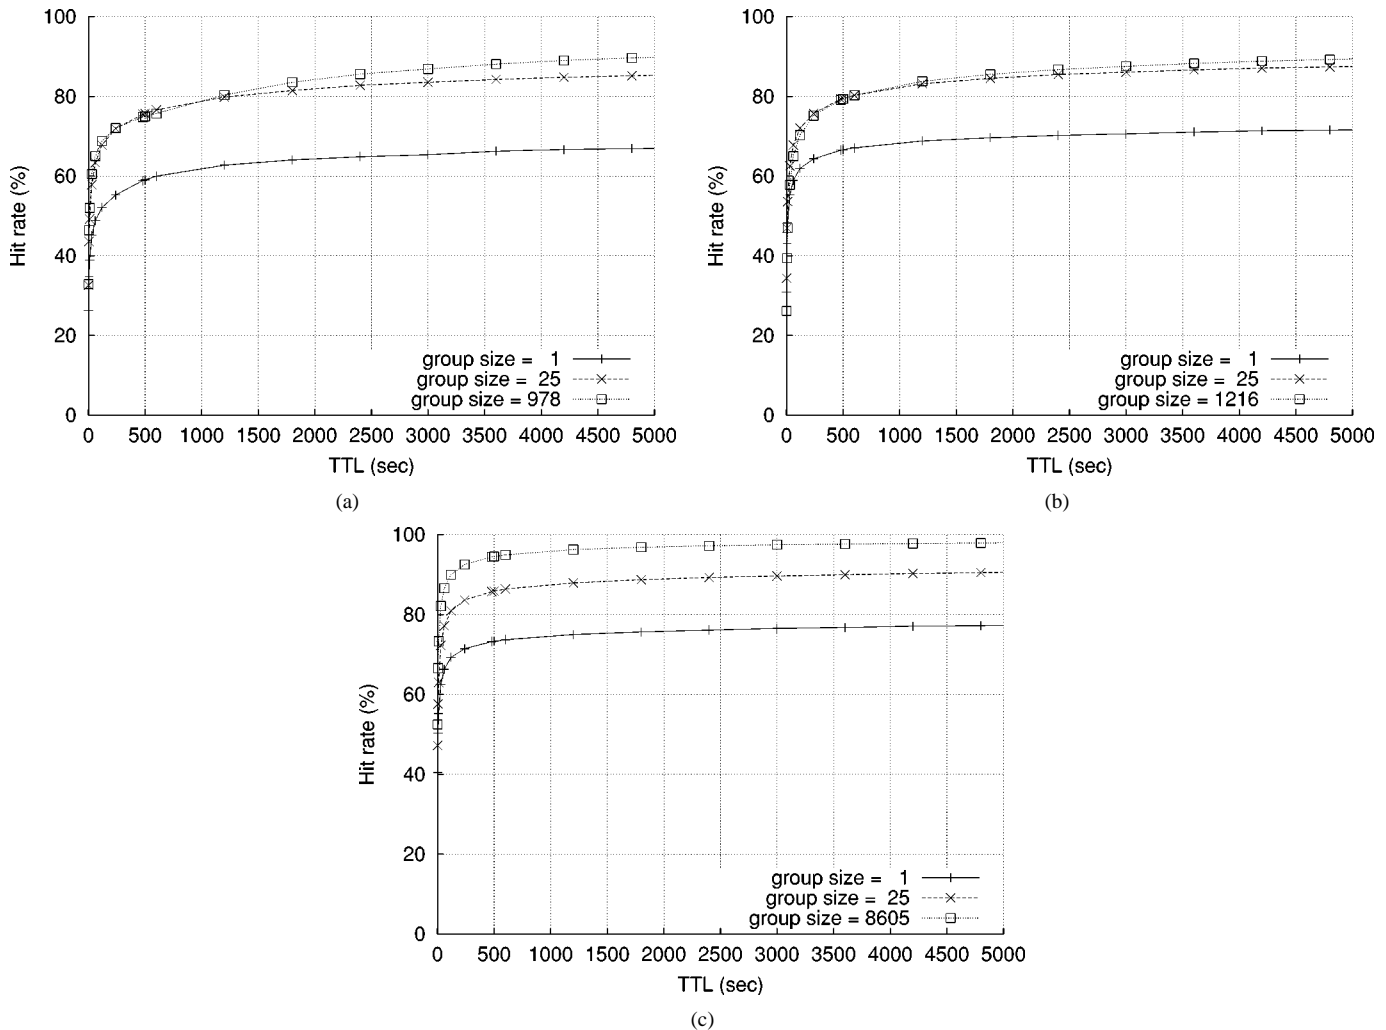 100
80
60
40
20
0
Hit rate (%)
group size = 1
group size = 25
group size = 978
0 500 1000 1500 2000 2500 3000 3500 4000 4500 5000
TTL (sec)
(a)
100
80
60
40
20
0
Hit rate (%)
group size = 1
group size = 25
group size = 1216
0 500 1000 1500 2000 2500 3000 3500 4000 4500 5000
TTL (sec)
(b)
100
80
60
40
20
0
Hit rate (%)
group size = 1
group size = 25
group size = 8605
0 500 1000 1500 2000 2500 3000 3500 4000 4500 5000
TTL (sec)
(c)